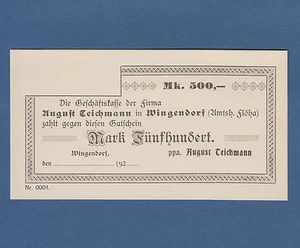 Mk. 500,—
Die Geschäftskasse der Firma
August Teichmann in Wingendorf (Amtsh. Flöha)
zahlt gegen diesen Gutschein
Mark Fünfhundert.
Wingendorf, ppa. August Teichmann
den 192
Nr. 0001.